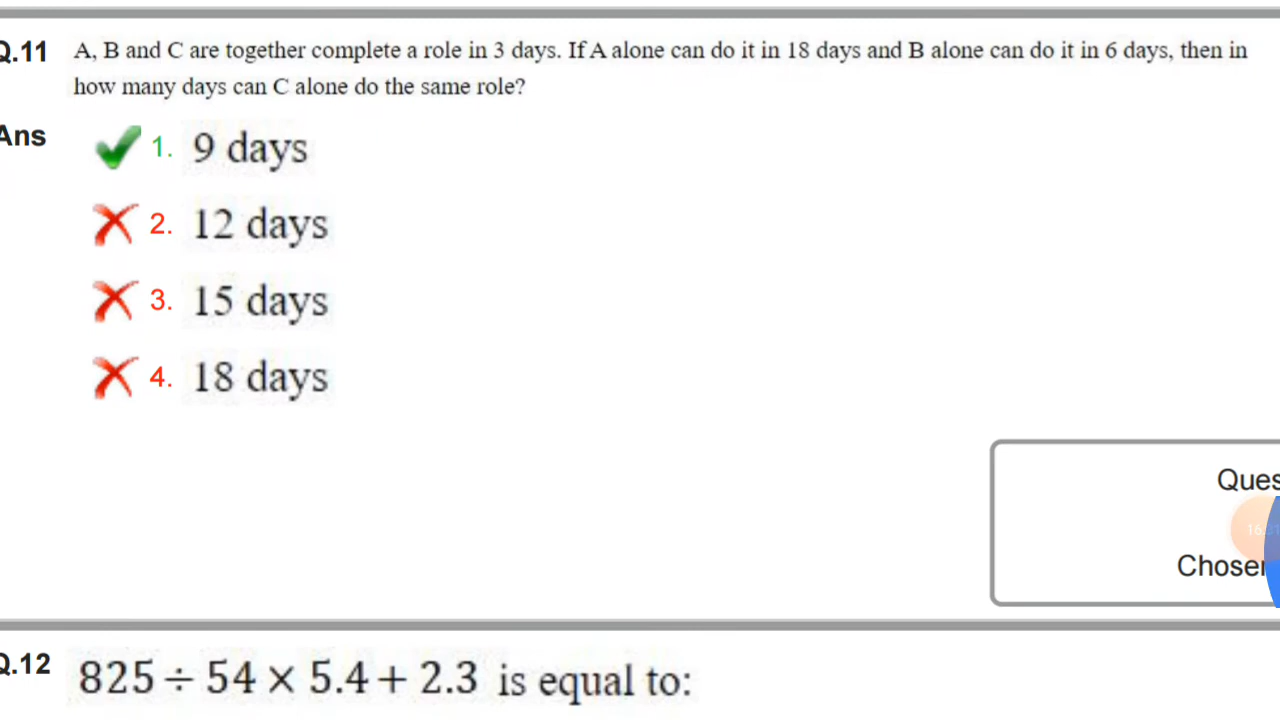 Q.11 A, B and C are together complete a role in 3 days. If A alone can do it in 18 days and B alone can do it in 6 days, then in
how many days can C alone do the same role?
Ans
1. 9 days
2. 12 days
3. 15 days
4. 18 days
Ques
Chosen
Q.12 825 ÷ 54 × 5.4 + 2.3 is equal to: